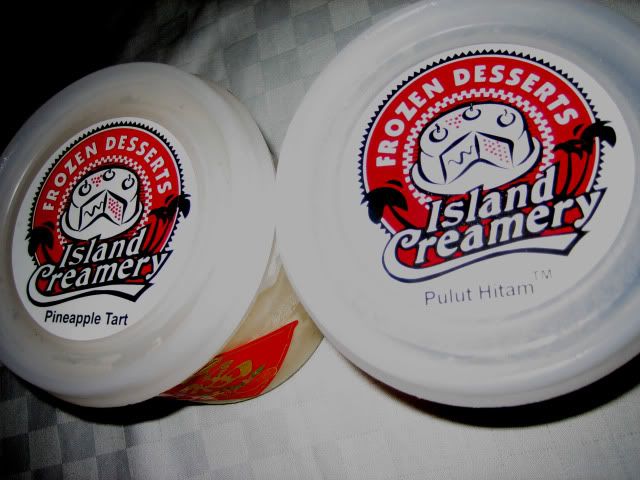 FROZEN DESSERTS
Island
Creamery
Pineapple Tart
FROZEN DESSERTS
Island
Creamery
Pulut Hitam™